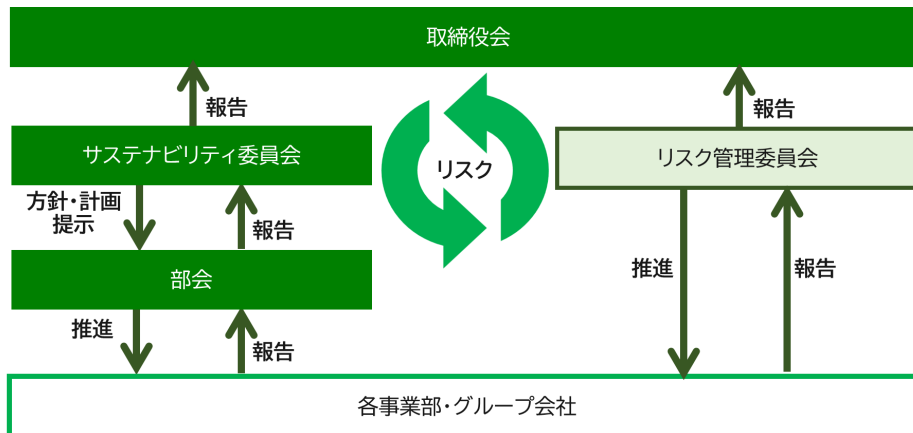 取締役会
報告
報告
サステナビリティ委員会
リスク
リスク管理委員会
方針・計画
提示
報告
部会
推進
報告
推進
報告
各事業部・グループ会社